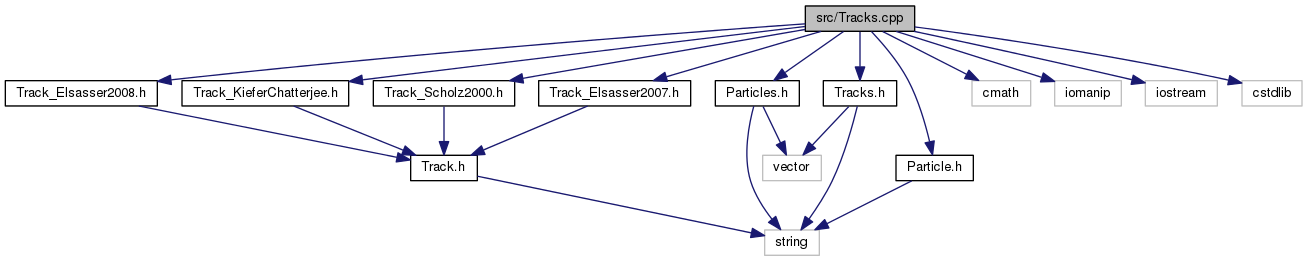 src/Tracks.cpp
Track_Elsasser2008.h
Track_KieferChatterjee.h
Track_Scholz2000.h
Track_Elsasser2007.h
Particles.h
Tracks.h
cmath
iomanip
iostream
cstdlib
Track.h
vector
Particle.h
string